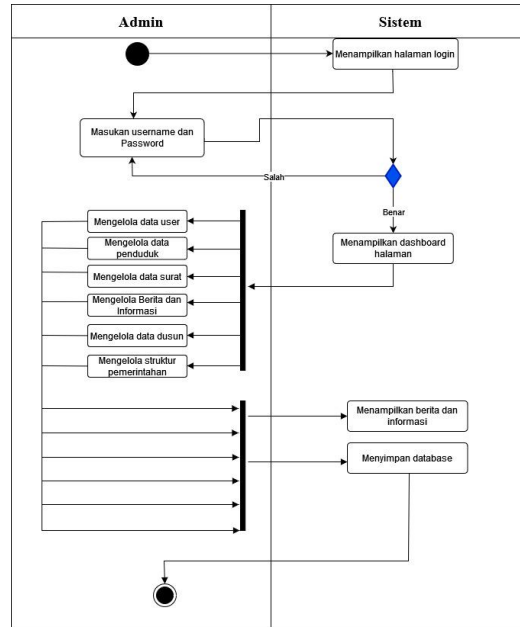 Admin
Sistem
Menampilkan halaman login
Masukan username dan
Password
Salah
Benar
Menampilkan dashboard
halaman
Mengelola data user
Mengelola data
penduduk
Mengelola data surat
Mengelola Berita dan
Informasi
Mengelola data dusun
Mengelola struktur
pemerintahan
Menampilkan berita dan
informasi
Menyimpan database